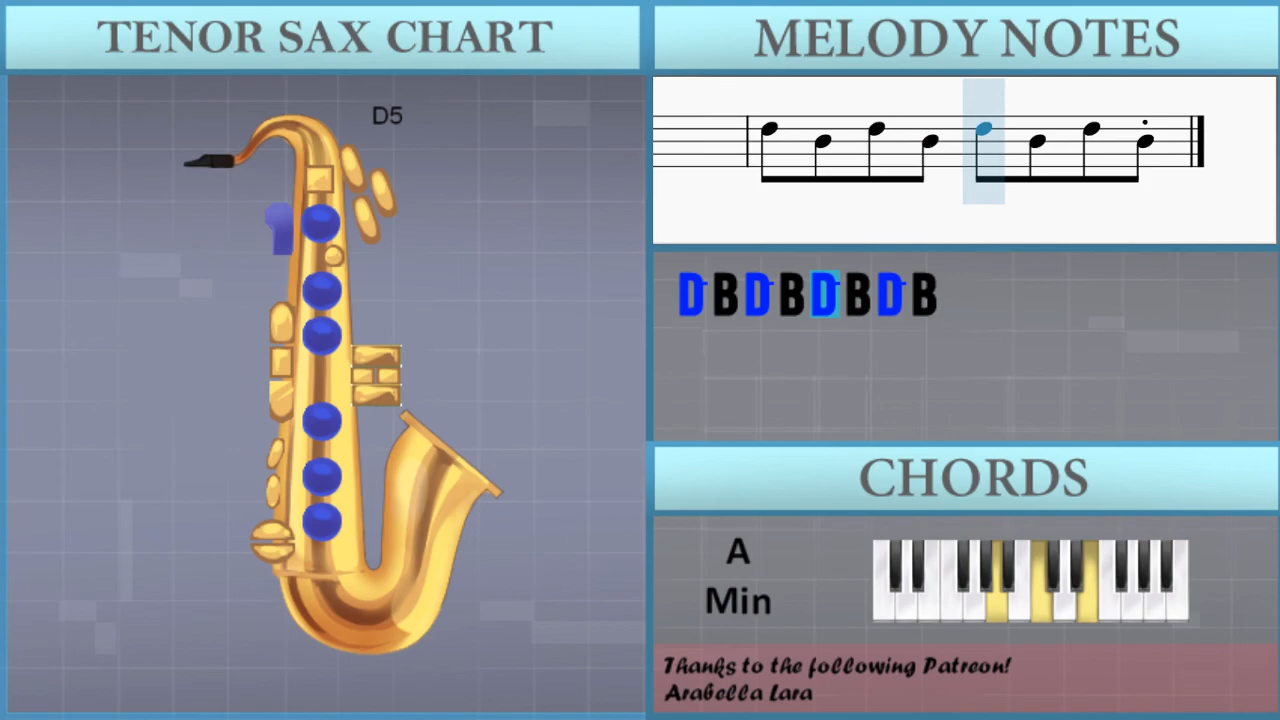 TENOR SAX CHART
D5
MELODY NOTES
DBDBDBDB
CHORDS
A
Min
Thanks to the following Patreon!
Arabella Lara